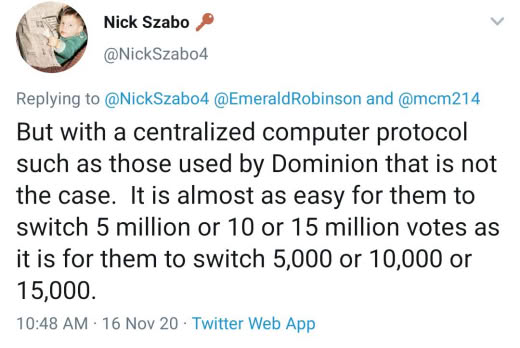 Nick Szabo 🔑
@NickSzabo4
Replying to @NickSzabo4 @EmeraldRobinson and @mcm214
But with a centralized computer protocol
such as those used by Dominion that is not
the case.  It is almost as easy for them to
switch 5 million or 10 or 15 million votes as
it is for them to switch 5,000 or 10,000 or
15,000.
10:48 AM · 16 Nov 20 · Twitter Web App